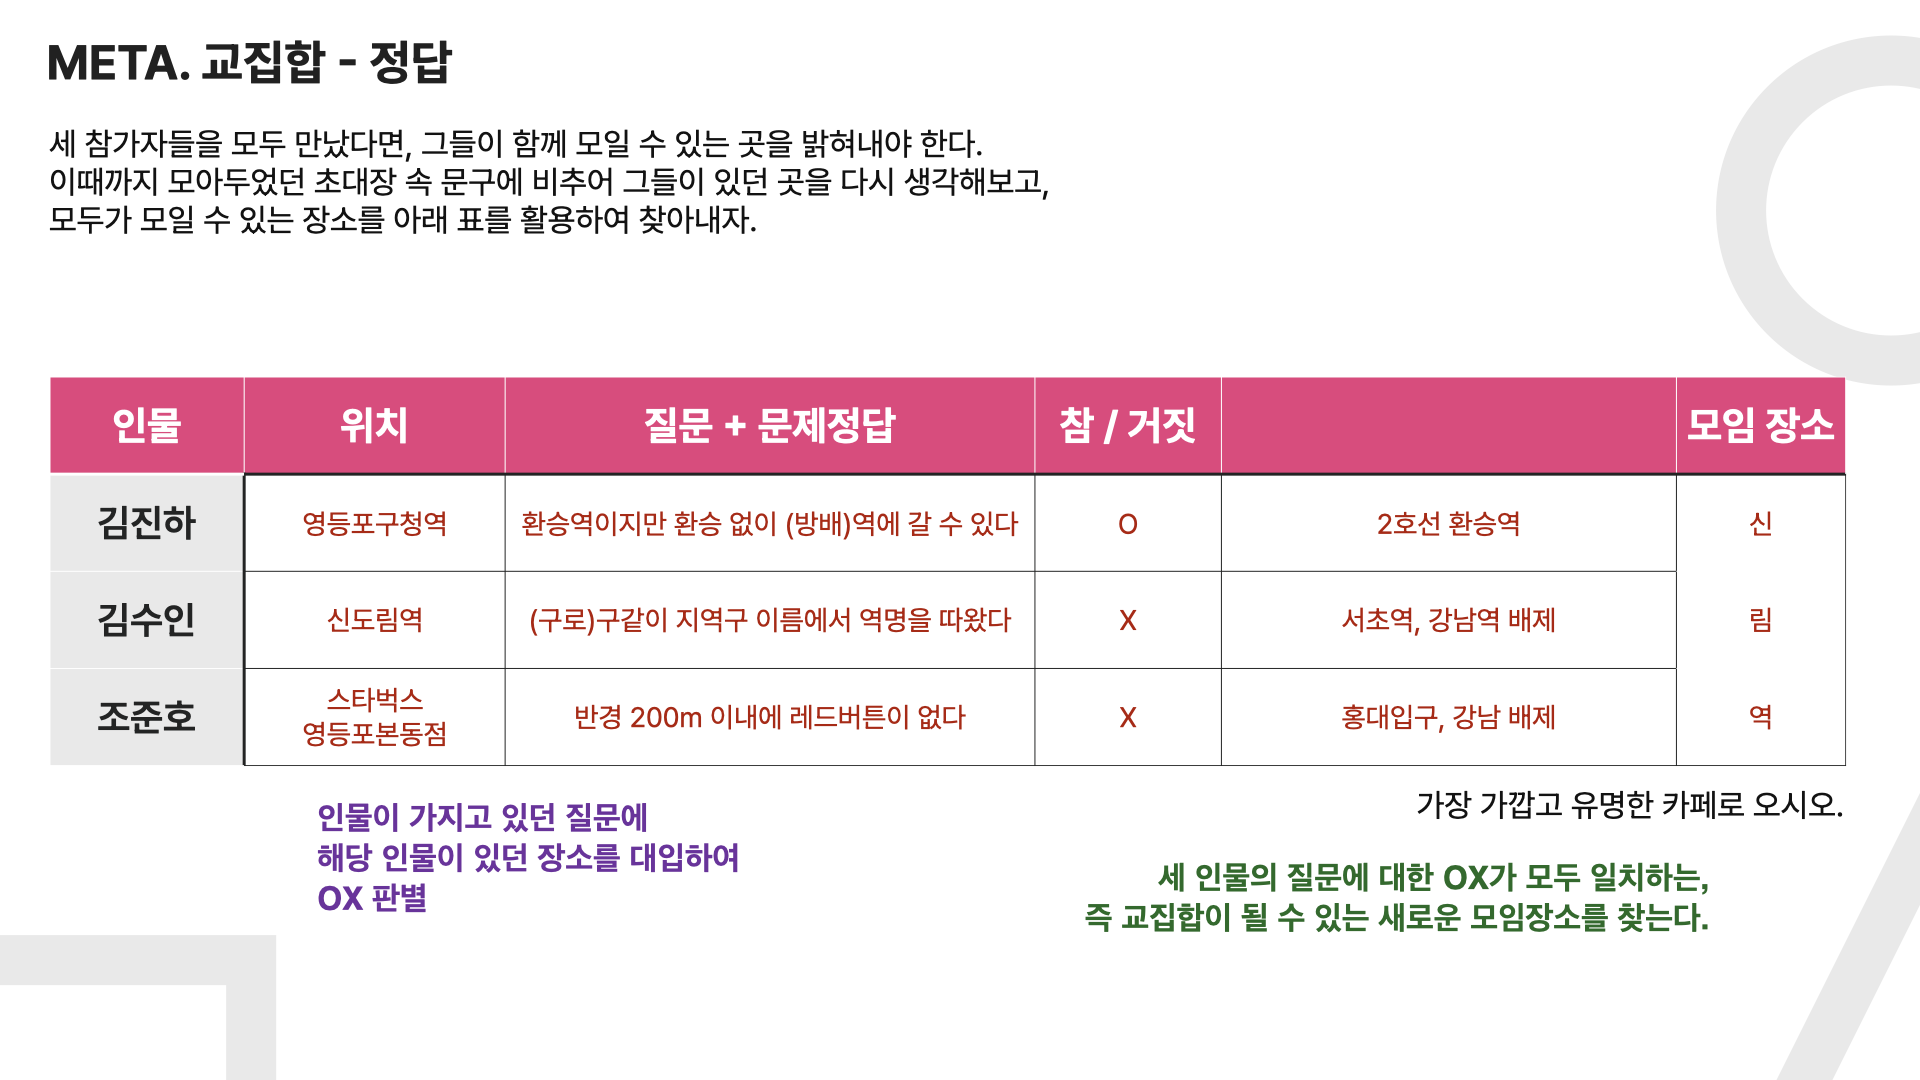 META. 교집합 - 정답
세 참가자들을 모두 만났다면, 그들이 함께 모일 수 있는 곳을 밝혀내야 한다.
이때까지 모아두었던 초대장 속 문구에 비추어 그들이 있던 곳을 다시 생각해보고,
모두가 모일 수 있는 장소를 아래 표를 활용하여 찾아내자.
인물 위치 질문 + 문제정답 참 / 거짓 모임 장소
김진하 영등포구청역 환승역이지만 환승 없이 (방배)역에 갈 수 있다 O 2호선 환승역 신
김수인 신도림역 (구로)구같이 지역구 이름에서 역명을 따왔다 X 서초역, 강남역 배제 림
조준호 스타벅스 영등포본동점 반경 200m 이내에 레드버튼이 없다 X 홍대입구, 강남 배제 역
가장 가깝고 유명한 카페로 오시오.
인물이 가지고 있던 질문에
해당 인물이 있던 장소를 대입하여
OX 판별
세 인물의 질문에 대한 OX가 모두 일치하는,
즉 교집합이 될 수 있는 새로운 모임장소를 찾는다.